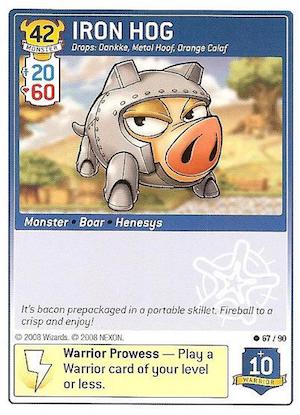 42
MONSTER
IRON HOG
Drops: Dankke, Metal Hoof, Orange Calaf
20
60
Monster • Boar • Henesys
It's bacon prepackaged in a portable skillet. Fireball to a
crisp and enjoy!
© 2008 Wizards. © 2008 NEXON.
67 / 90
Warrior Prowess — Play a
Warrior card of your level
or less.
10
WARRIOR